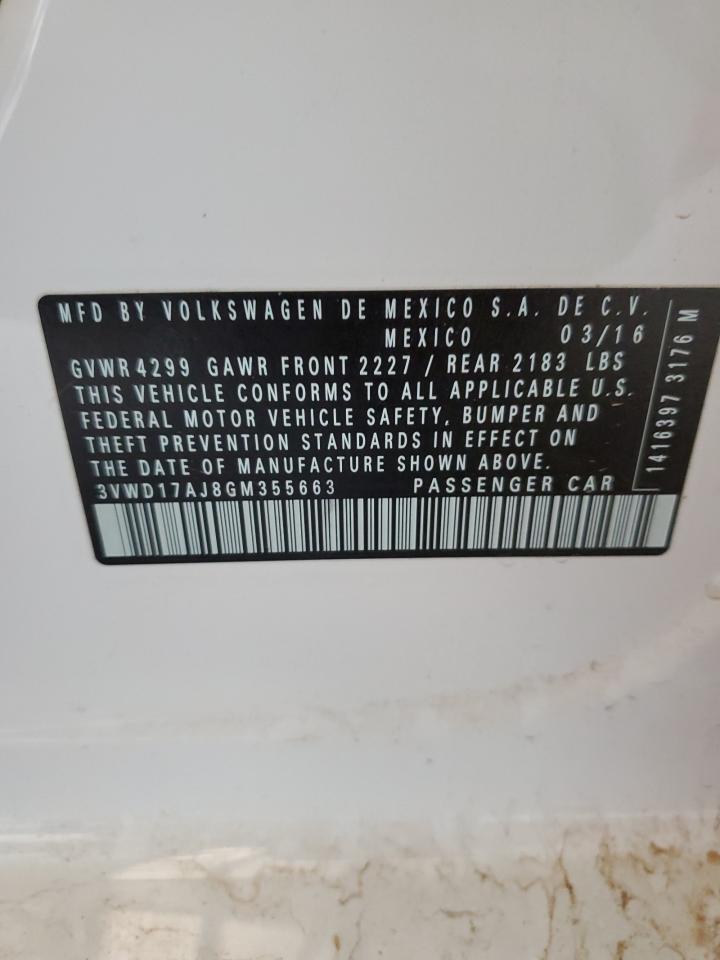 MFD BY VOLKSWAGEN DE MEXICO S.A. DE C.V.
MEXICO 03/16
GVWR 4299 GAWR FRONT 2227 / REAR 2183 LBS
THIS VEHICLE CONFORMS TO ALL APPLICABLE U.S.
FEDERAL MOTOR VEHICLE SAFETY, BUMPER AND
THEFT PREVENTION STANDARDS IN EFFECT ON
THE DATE OF MANUFACTURE SHOWN ABOVE.
3VWD17AJ8GM355663 PASSENGER CAR
1416397 3176 M